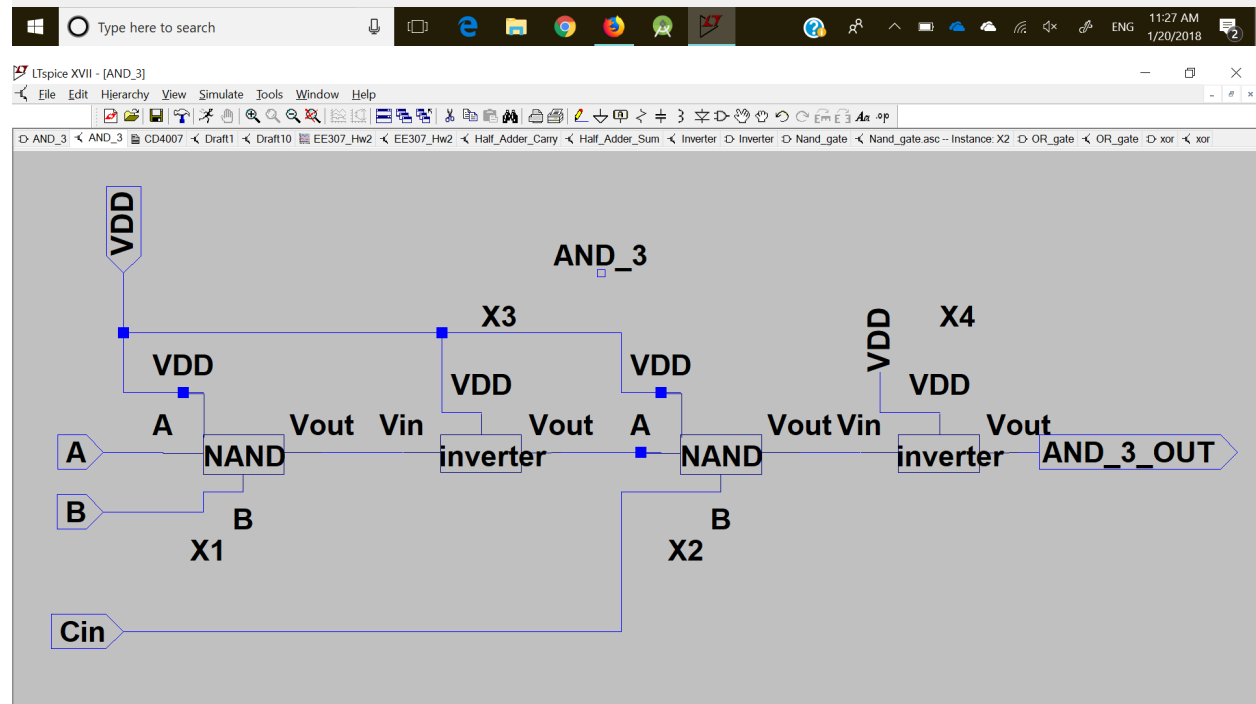 Type here to search
ENG
11:27 AM
1/20/2018
2
LTspice XVII - [AND_3]
File Edit Hierarchy View Simulate Tools Window Help
Aa .op
AND_3 AND_3 CD4007 Draft1 Draft10 EE307_Hw2 EE307_Hw2 Half_Adder_Carry Half_Adder_Sum Inverter Inverter Nand_gate Nand_gate.asc -- Instance: X2 OR_gate OR_gate xor xor
VDD
AND_3
X3
VDD
X4
VDD
VDD
VDD
VDD
A
Vout
Vin
Vout
A
Vout
Vin
Vout
A
NAND
inverter
NAND
inverter
AND_3_OUT
B
B
B
X1
X2
Cin